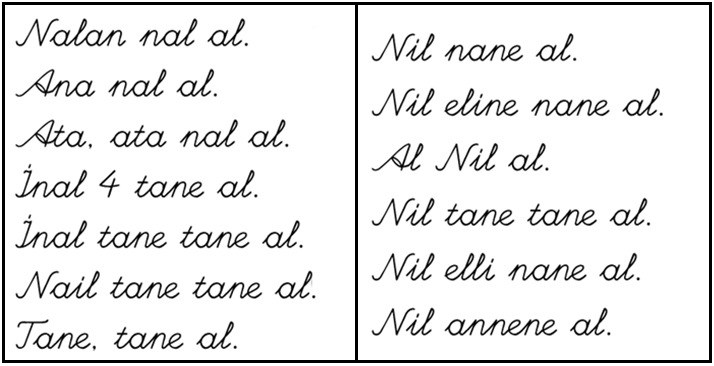 Nalan nal al.
Ana nal al.
Ata, ata nal al.
İnal 4 tane al.
İnal tane tane al.
Nail tane tane al.
Tane, tane al.
Nil nane al.
Nil eline nane al.
Al Nil al.
Nil tane tane al.
Nil elli nane al.
Nil annene al.